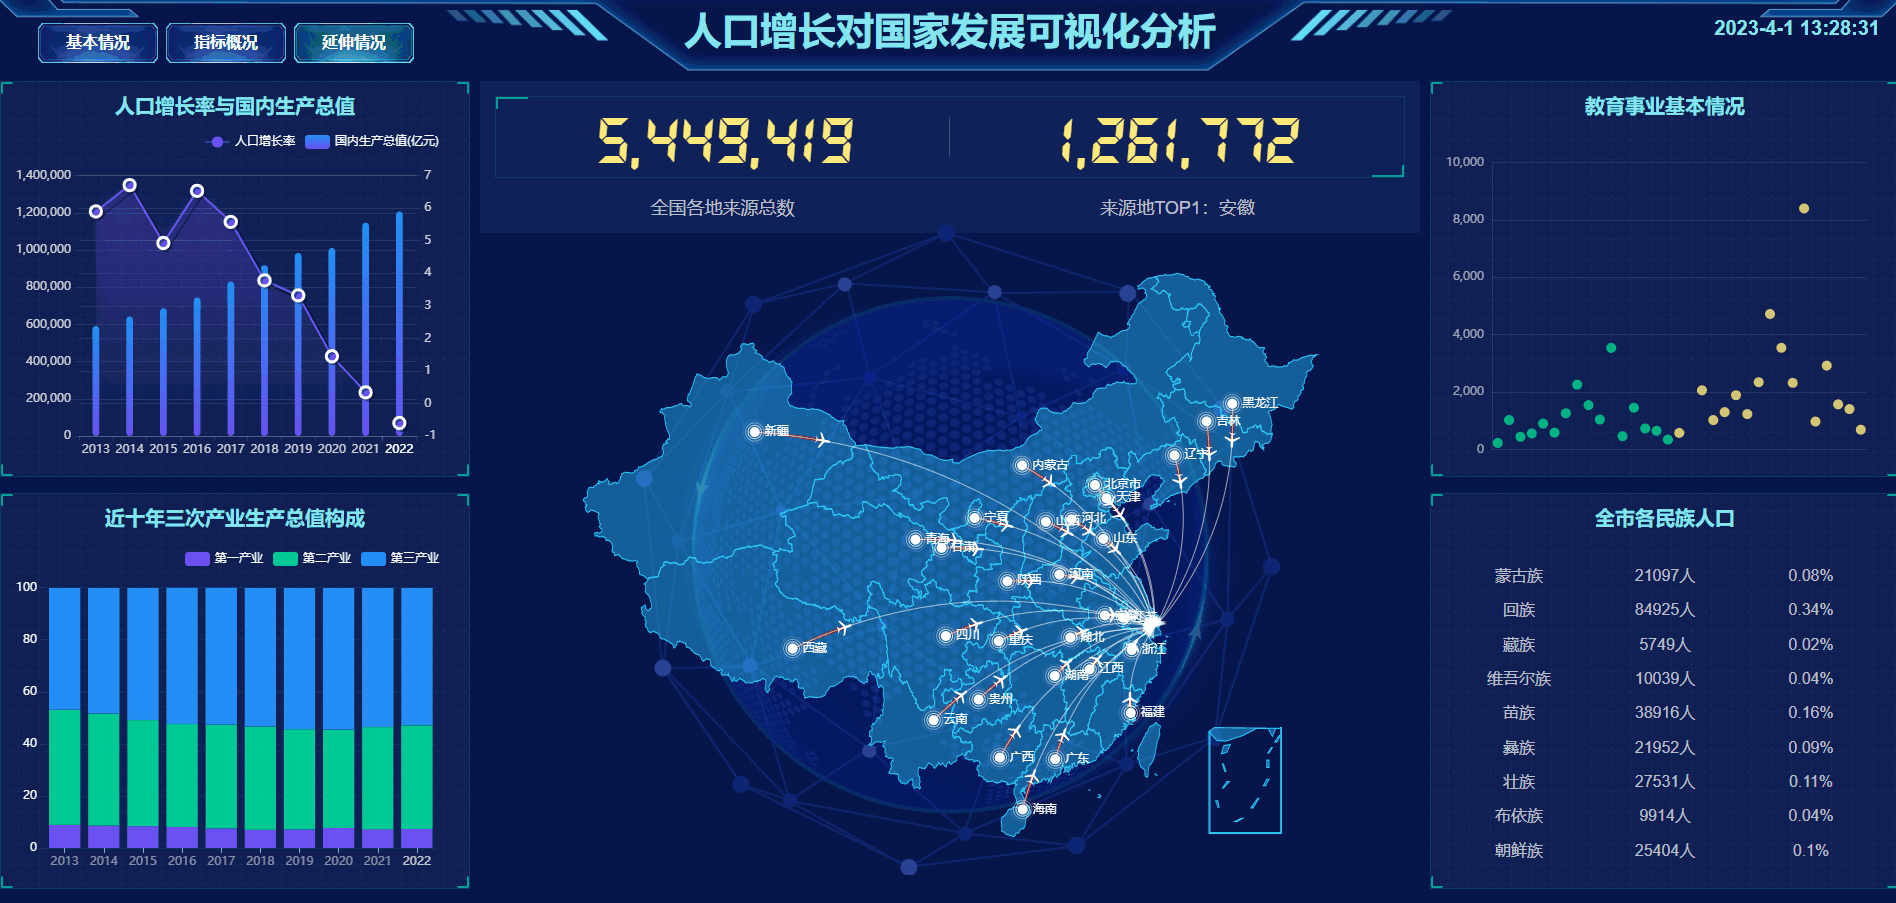 基本情况
指标概况
延伸情况
人口增长对国家发展可视化分析
2023-4-1 13:28:31
人口增长率与国内生产总值
人口增长率 国内生产总值(亿元)
1,400,000
1,200,000
1,000,000
800,000
600,000
400,000
200,000
0
7
6
5
4
3
2
1
0
-1
2013 2014 2015 2016 2017 2018 2019 2020 2021 2022
近十年三次产业生产总值构成
第一产业 第二产业 第三产业
100
80
60
40
20
0
2013 2014 2015 2016 2017 2018 2019 2020 2021 2022
5,449,419
1,261,772
全国各地来源总数
来源地TOP1：安徽
黑龙江
吉林
新疆
辽宁
内蒙古
北京市
天津
宁夏
山西
河北
青海
山东
甘肃
河南
陕西
四川
重庆
湖北
西藏
浙江
江西
湖南
贵州
福建
云南
广西
广东
海南
教育事业基本情况
10,000
8,000
6,000
4,000
2,000
0
全市各民族人口
蒙古族 21097人 0.08%
回族 84925人 0.34%
藏族 5749人 0.02%
维吾尔族 10039人 0.04%
苗族 38916人 0.16%
彝族 21952人 0.09%
壮族 27531人 0.11%
布依族 9914人 0.04%
朝鲜族 25404人 0.1%